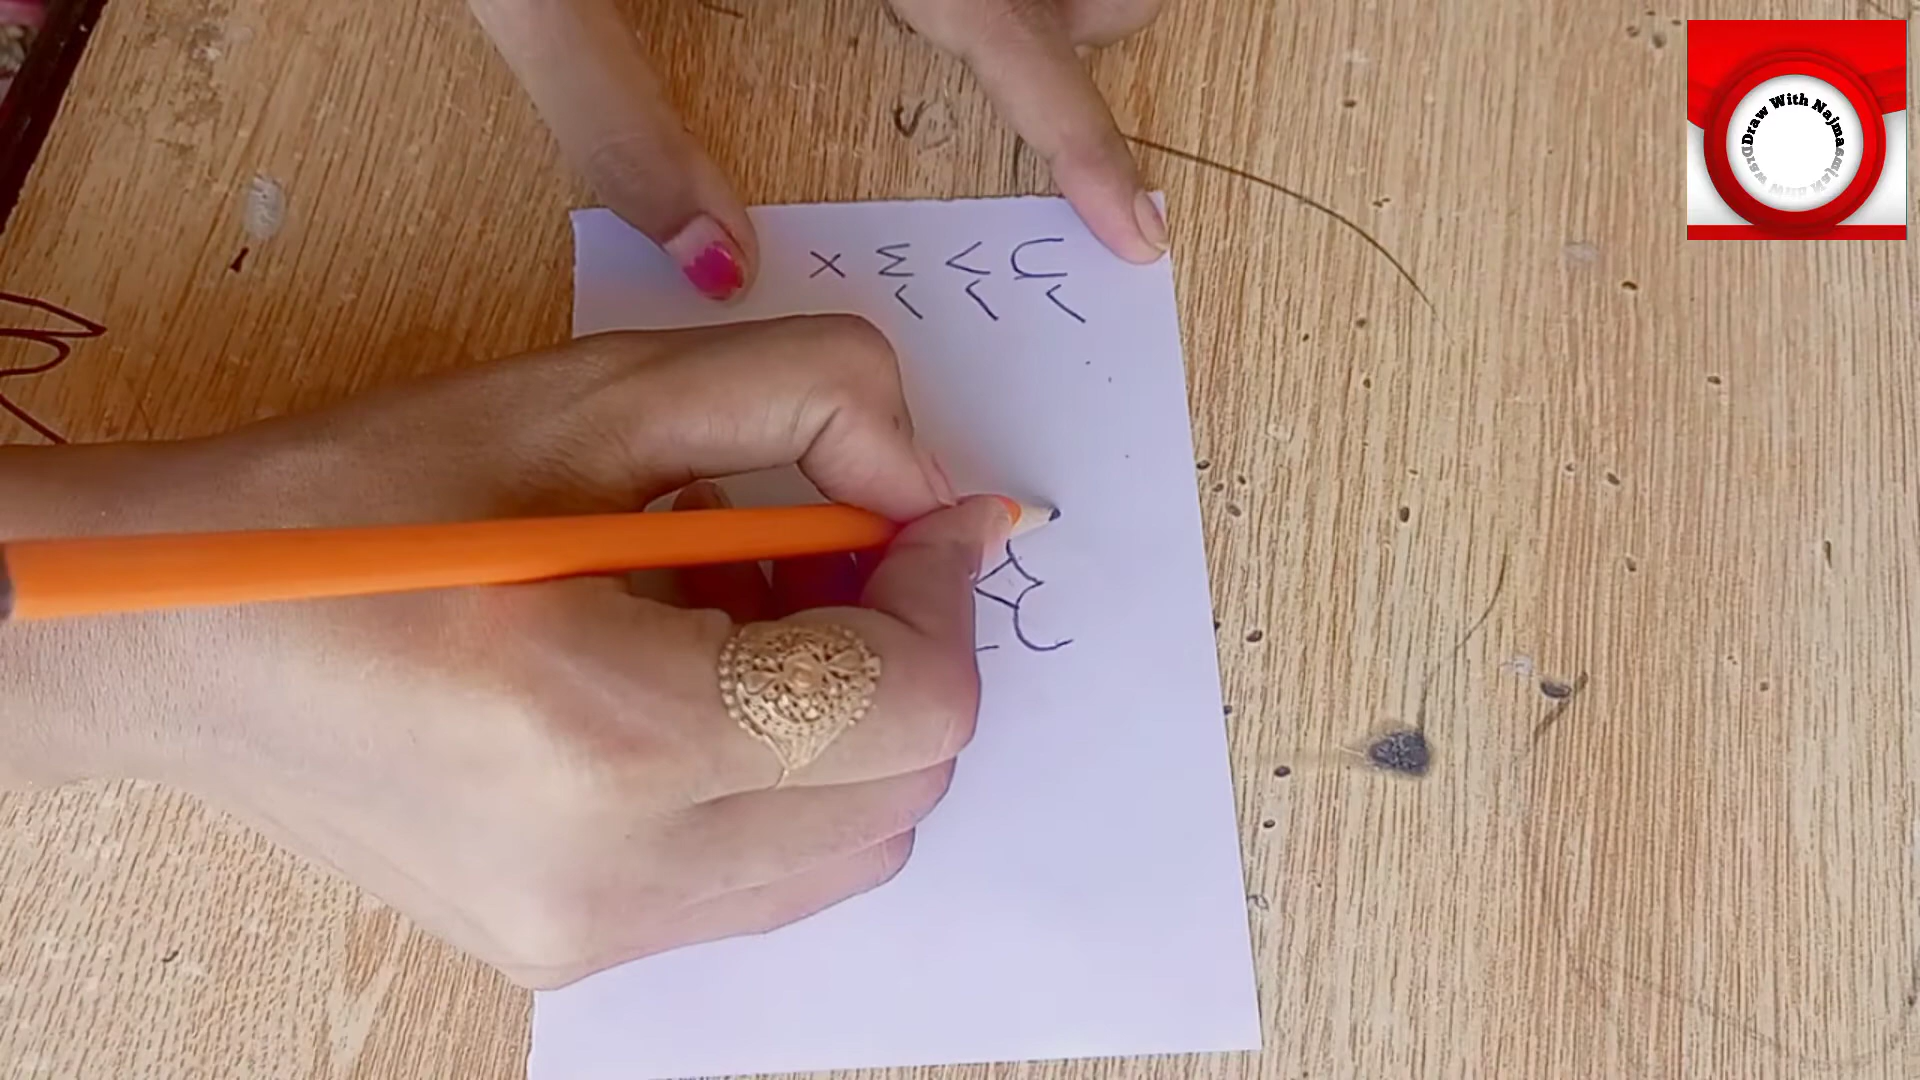 Draw With Najma
U ✓
V ✓
W ✓
X